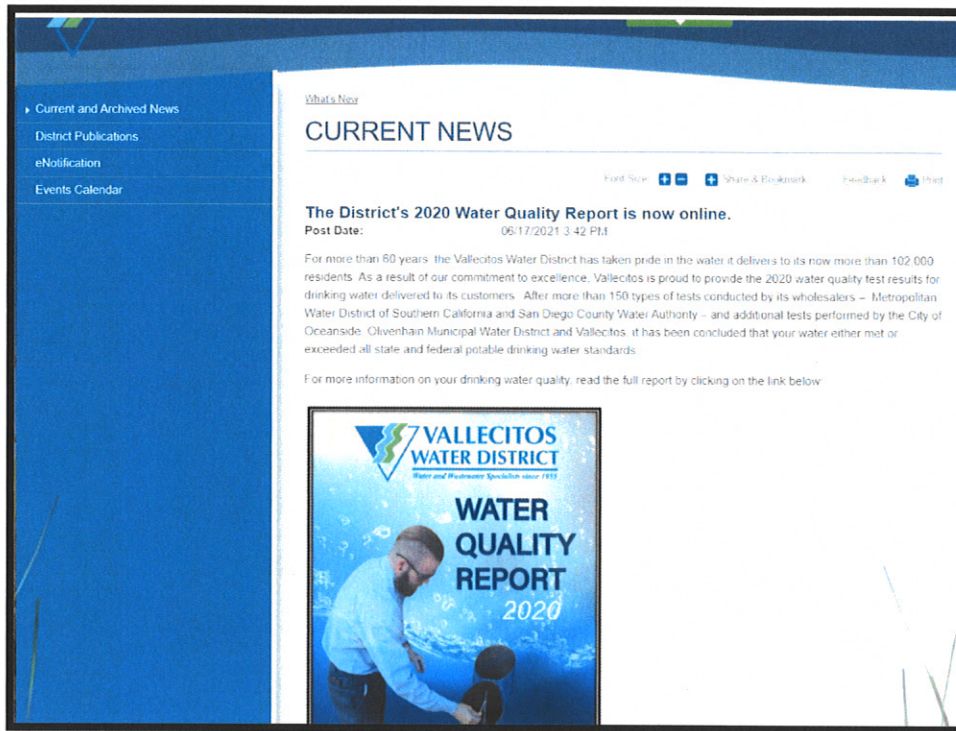 Current and Archived News
District Publications
eNotification
Events Calendar
What's New
CURRENT NEWS
Font Size: Share & Bookmark Feedback Print
The District's 2020 Water Quality Report is now online.
Post Date: 06/17/2021 3:42 PM
For more than 60 years, the Vallecitos Water District has taken pride in the water it delivers to its now more than 102,000
residents. As a result of our commitment to excellence, Vallecitos is proud to provide the 2020 water quality test results for
drinking water delivered to its customers. After more than 150 types of tests conducted by its wholesalers – Metropolitan
Water District of Southern California and San Diego County Water Authority – and additional tests performed by the City of
Oceanside, Olivenhain Municipal Water District and Vallecitos, it has been concluded that your water either met or
exceeded all state and federal potable drinking water standards.
For more information on your drinking water quality, read the full report by clicking on the link below
VALLECITOS
WATER DISTRICT
Water and Wastewater Specialists since 1955
WATER
QUALITY
REPORT
2020